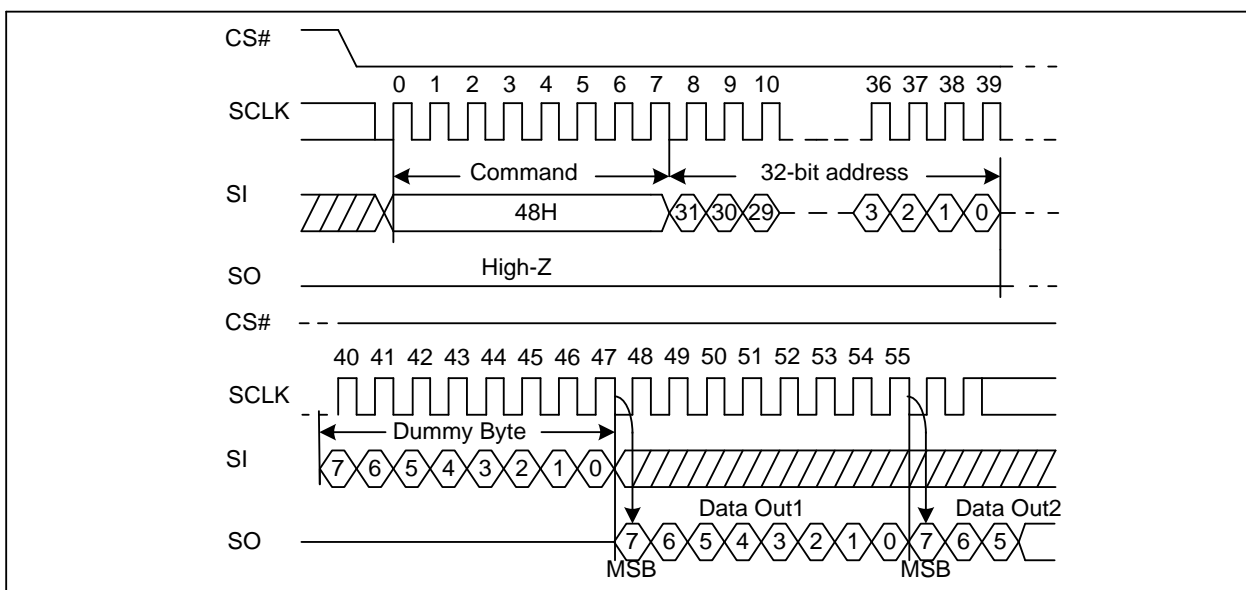 CS#
0 1 2 3 4 5 6 7 8 9 10 36 37 38 39
SCLK
Command 32-bit address
SI
48H 31 30 29 3 2 1 0
High-Z
SO
CS#
40 41 42 43 44 45 46 47 48 49 50 51 52 53 54 55
SCLK
Dummy Byte
SI
7 6 5 4 3 2 1 0
Data Out1 Data Out2
SO
7 6 5 4 3 2 1 0 7 6 5
MSB MSB